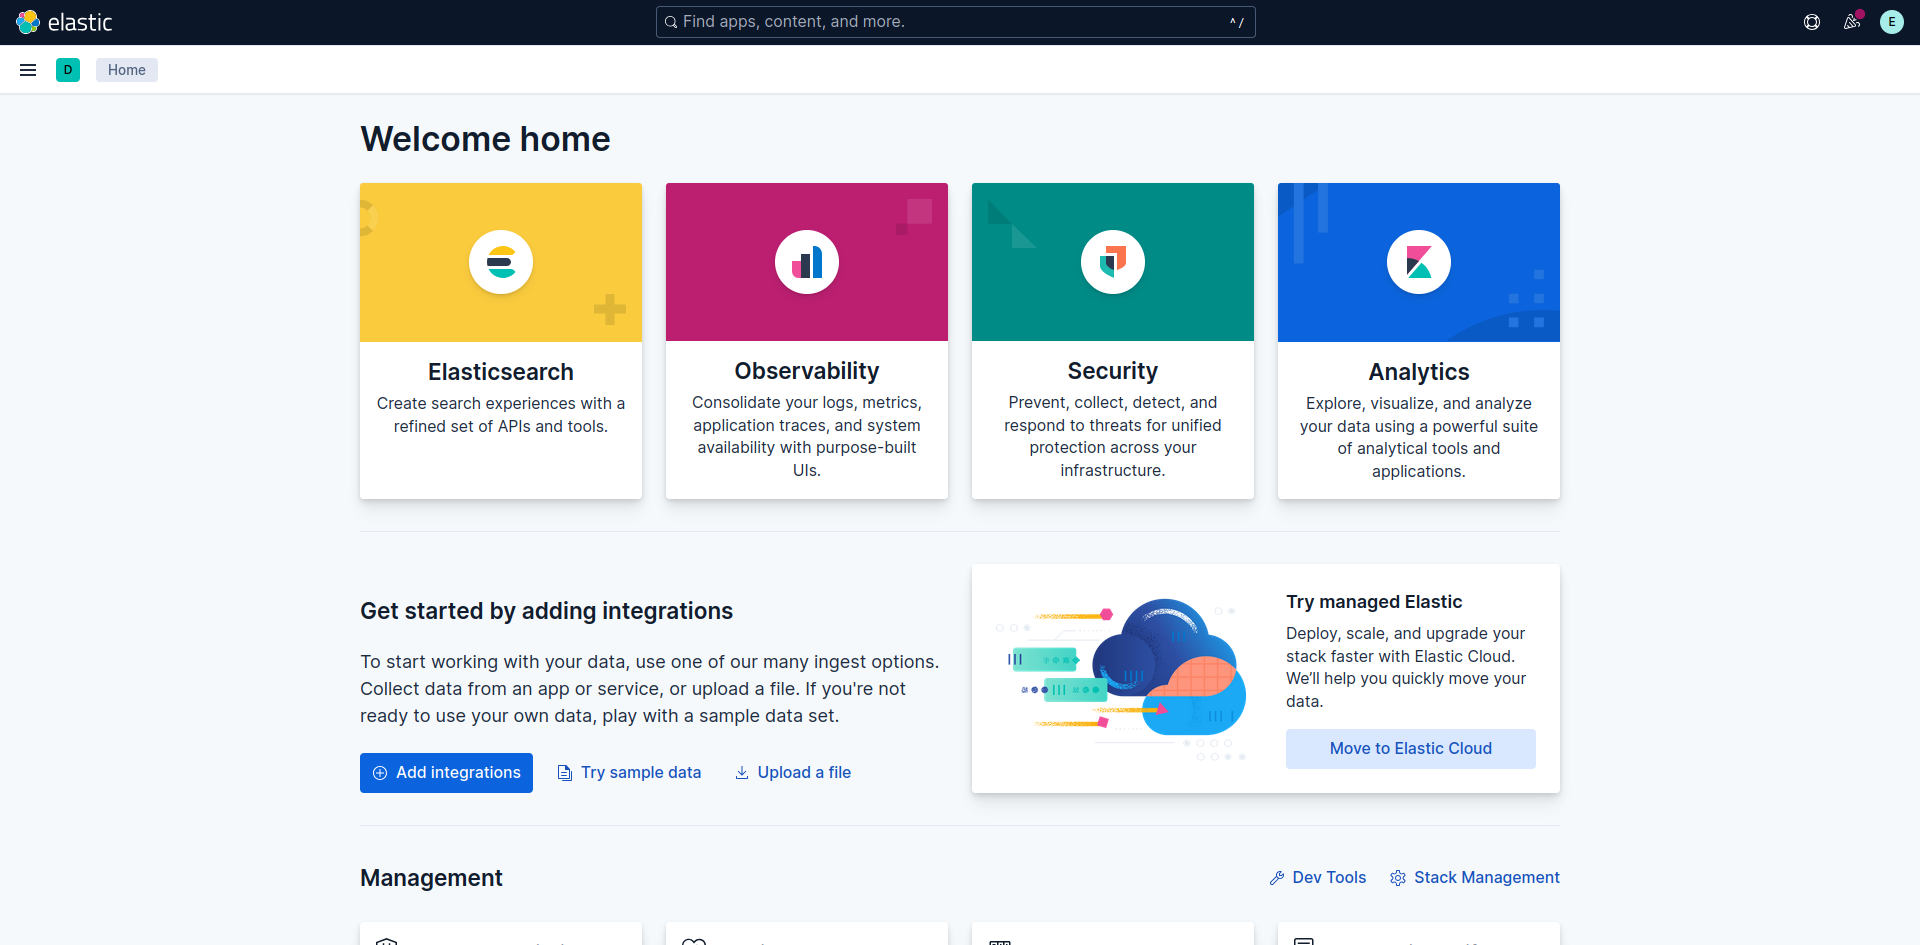 elastic
Find apps, content, and more.
^ /
E
D
Home
Welcome home
Elasticsearch
Create search experiences with a
refined set of APIs and tools.
Observability
Consolidate your logs, metrics,
application traces, and system
availability with purpose-built
UIs.
Security
Prevent, collect, detect, and
respond to threats for unified
protection across your
infrastructure.
Analytics
Explore, visualize, and analyze
your data using a powerful suite
of analytical tools and
applications.
Get started by adding integrations
To start working with your data, use one of our many ingest options.
Collect data from an app or service, or upload a file. If you're not
ready to use your own data, play with a sample data set.
Add integrations
Try sample data
Upload a file
Try managed Elastic
Deploy, scale, and upgrade your
stack faster with Elastic Cloud.
We’ll help you quickly move your
data.
Move to Elastic Cloud
Management
Dev Tools
Stack Management